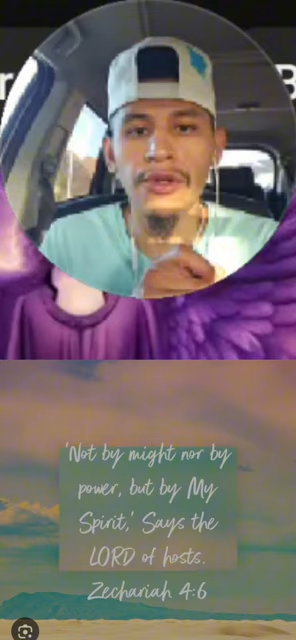 r
B
'Not by might nor by
power, but by My
Spirit,' Says the
LORD of hosts.
Zechariah 4:6